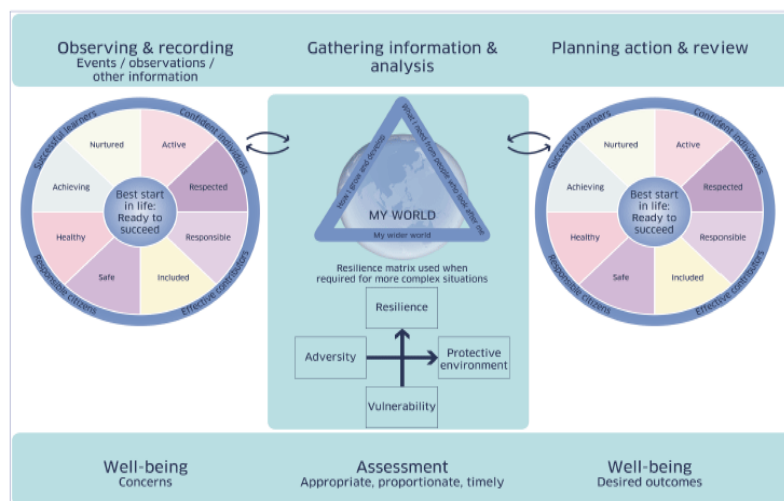 Observing & recording
Events / observations /
other information
Gathering information &
analysis
Planning action & review
Successful learners
Confident individuals
Nurtured
Active
Achieving
Respected
Best start
in life:
Ready to
succeed
Healthy
Responsible
Safe
Included
Responsible citizens
Effective contributors
How I grow and develop
What I need from people who look after me
MY WORLD
My wider world
Resilience matrix used when
required for more complex situations
Resilience
Adversity
Protective
environment
Vulnerability
Successful learners
Confident individuals
Nurtured
Active
Achieving
Respected
Best start
in life:
Ready to
succeed
Healthy
Responsible
Safe
Included
Responsible citizens
Effective contributors
Well-being
Concerns
Assessment
Appropriate, proportionate, timely
Well-being
Desired outcomes